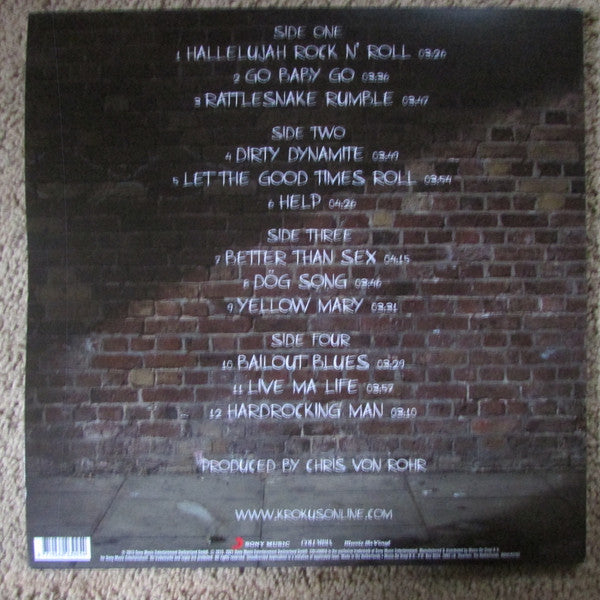 SIDE ONE
1 HALLELUJAH ROCK N' ROLL 03:26
2 GO BABY GO 03:36
3 RATTLESNAKE RUMBLE 03:47
SIDE TWO
4 DIRTY DYNAMITE 03:49
5 LET THE GOOD TIMES ROLL 03:54
6 HELP 04:26
SIDE THREE
7 BETTER THAN SEX 04:15
8 DÖG SONG 03:46
9 YELLOW MARY 03:31
SIDE FOUR
10 BAILOUT BLUES 03:29
11 LIVE MA LIFE 03:57
12 HARDROCKING MAN 03:10
PRODUCED BY CHRIS VON ROHR
WWW.KROKUSONLINE.COM
SONY MUSIC COLUMBIA Music On Vinyl